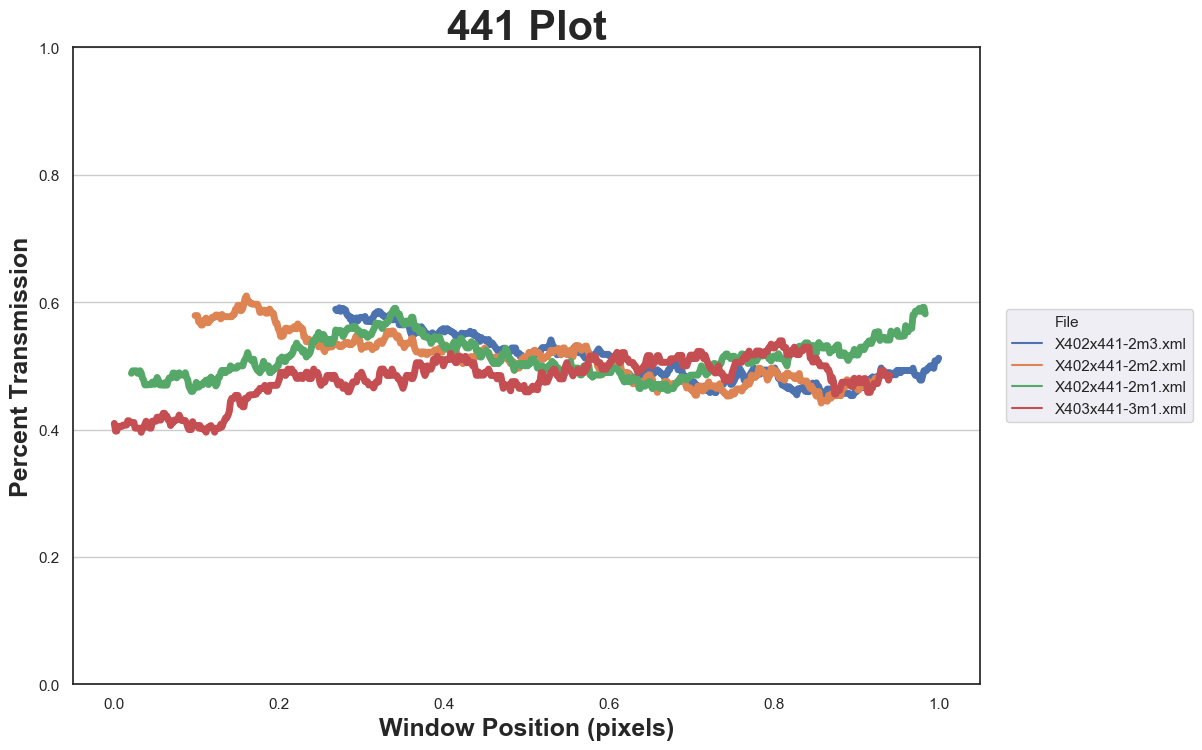 441 Plot
Percent Transmission
1.0
0.8
0.6
0.4
0.2
0.0
0.0 0.2 0.4 0.6 0.8 1.0
Window Position (pixels)
File
X402x441-2m3.xml
X402x441-2m2.xml
X402x441-2m1.xml
X403x441-3m1.xml